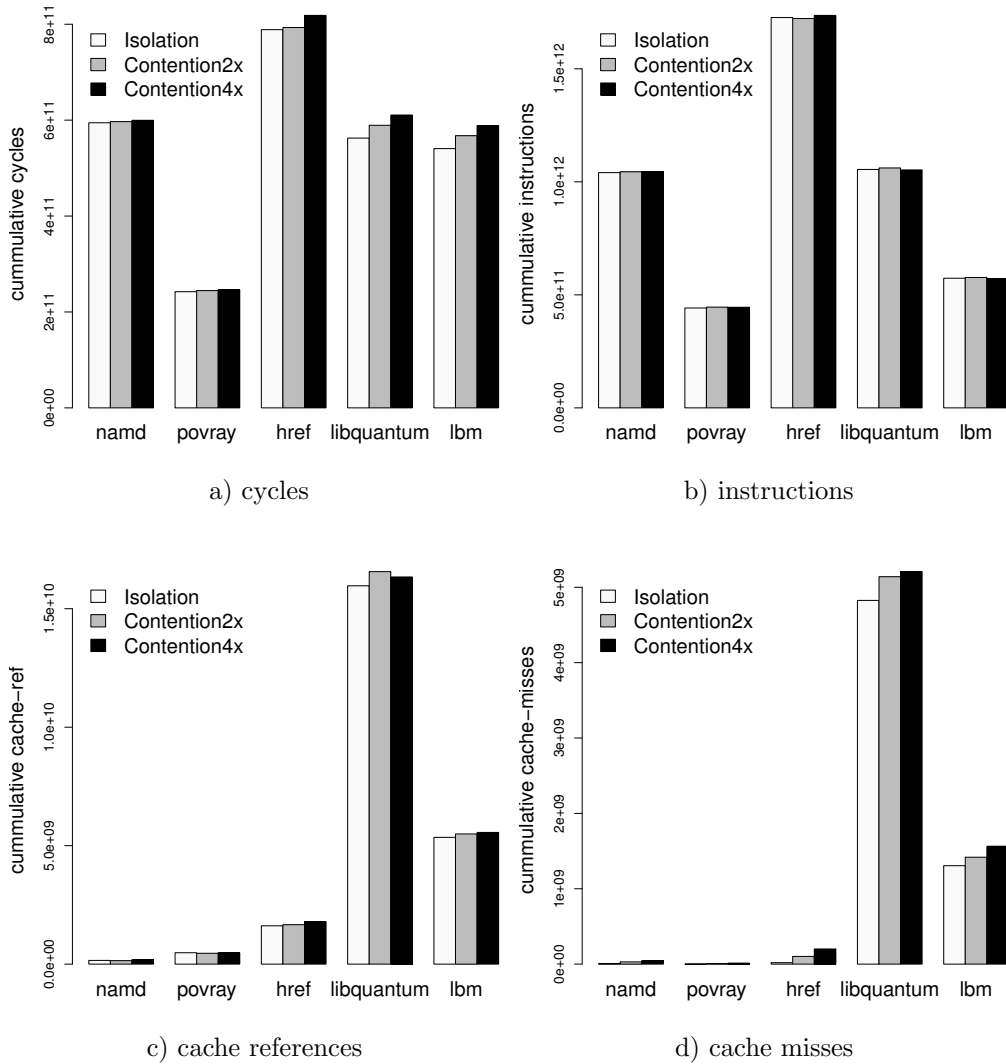 8e+11
6e+11
4e+11
2e+11
0e+00
cummulative cycles
Isolation
Contention2x
Contention4x
namd povray href libquantum lbm
a) cycles
1.5e+12
1.0e+12
5.0e+11
0.0e+00
cummulative instructions
Isolation
Contention2x
Contention4x
namd povray href libquantum lbm
b) instructions
1.5e+10
1.0e+10
5.0e+09
0.0e+00
cummulative cache-ref
Isolation
Contention2x
Contention4x
namd povray href libquantum lbm
c) cache references
5e+09
4e+09
3e+09
2e+09
1e+09
0e+00
cummulative cache-misses
Isolation
Contention2x
Contention4x
namd povray href libquantum lbm
d) cache misses